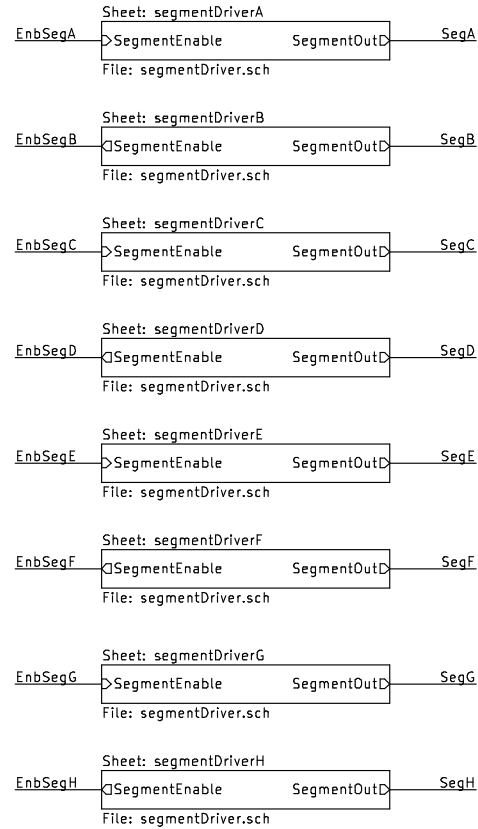 Sheet: segmentDriverA
EnbSegA SegmentEnable SegmentOut SegA
File: segmentDriver.sch
Sheet: segmentDriverB
EnbSegB SegmentEnable SegmentOut SegB
File: segmentDriver.sch
Sheet: segmentDriverC
EnbSegC SegmentEnable SegmentOut SegC
File: segmentDriver.sch
Sheet: segmentDriverD
EnbSegD SegmentEnable SegmentOut SegD
File: segmentDriver.sch
Sheet: segmentDriverE
EnbSegE SegmentEnable SegmentOut SegE
File: segmentDriver.sch
Sheet: segmentDriverF
EnbSegF SegmentEnable SegmentOut SegF
File: segmentDriver.sch
Sheet: segmentDriverG
EnbSegG SegmentEnable SegmentOut SegG
File: segmentDriver.sch
Sheet: segmentDriverH
EnbSegH SegmentEnable SegmentOut SegH
File: segmentDriver.sch